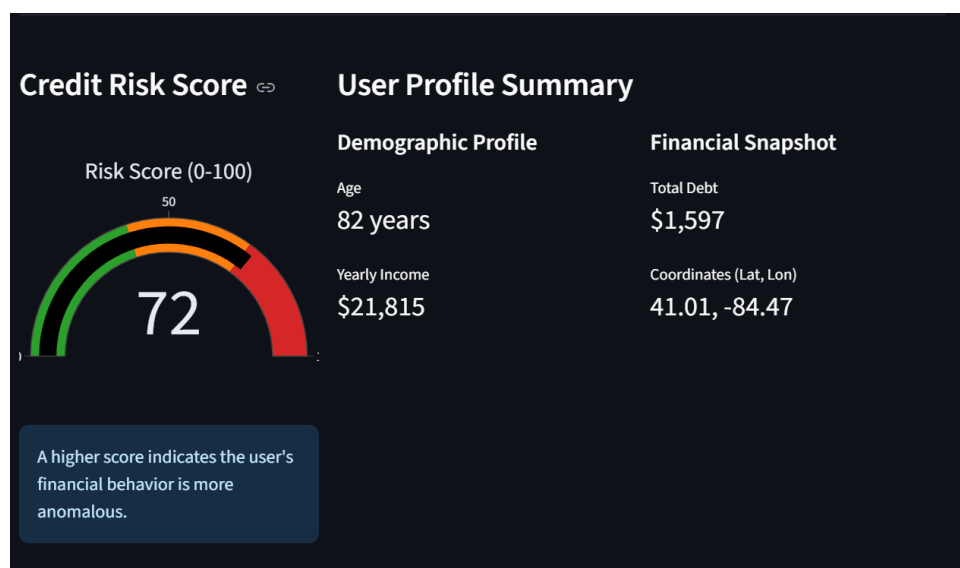 Credit Risk Score
User Profile Summary
Demographic Profile
Financial Snapshot
Risk Score (0-100)
50
72
Age
82 years
Total Debt
$1,597
Yearly Income
$21,815
Coordinates (Lat, Lon)
41.01, -84.47
A higher score indicates the user's
financial behavior is more
anomalous.